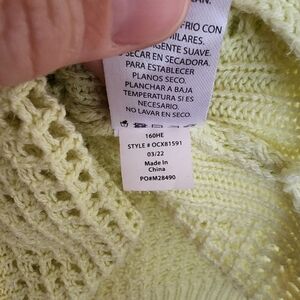 FRIO CON
MILARES.
GENTE SUAVE.
SECAR EN SECADORA.
PARA ESTABLECER
PLANOS SECO.
PLANCHAR A BAJA
TEMPERATURA SI ES
NECESARIO.
NO LAVAR EN SECO.
160HE
STYLE # OCX81591
03/22
Made In
China
PO#M28490